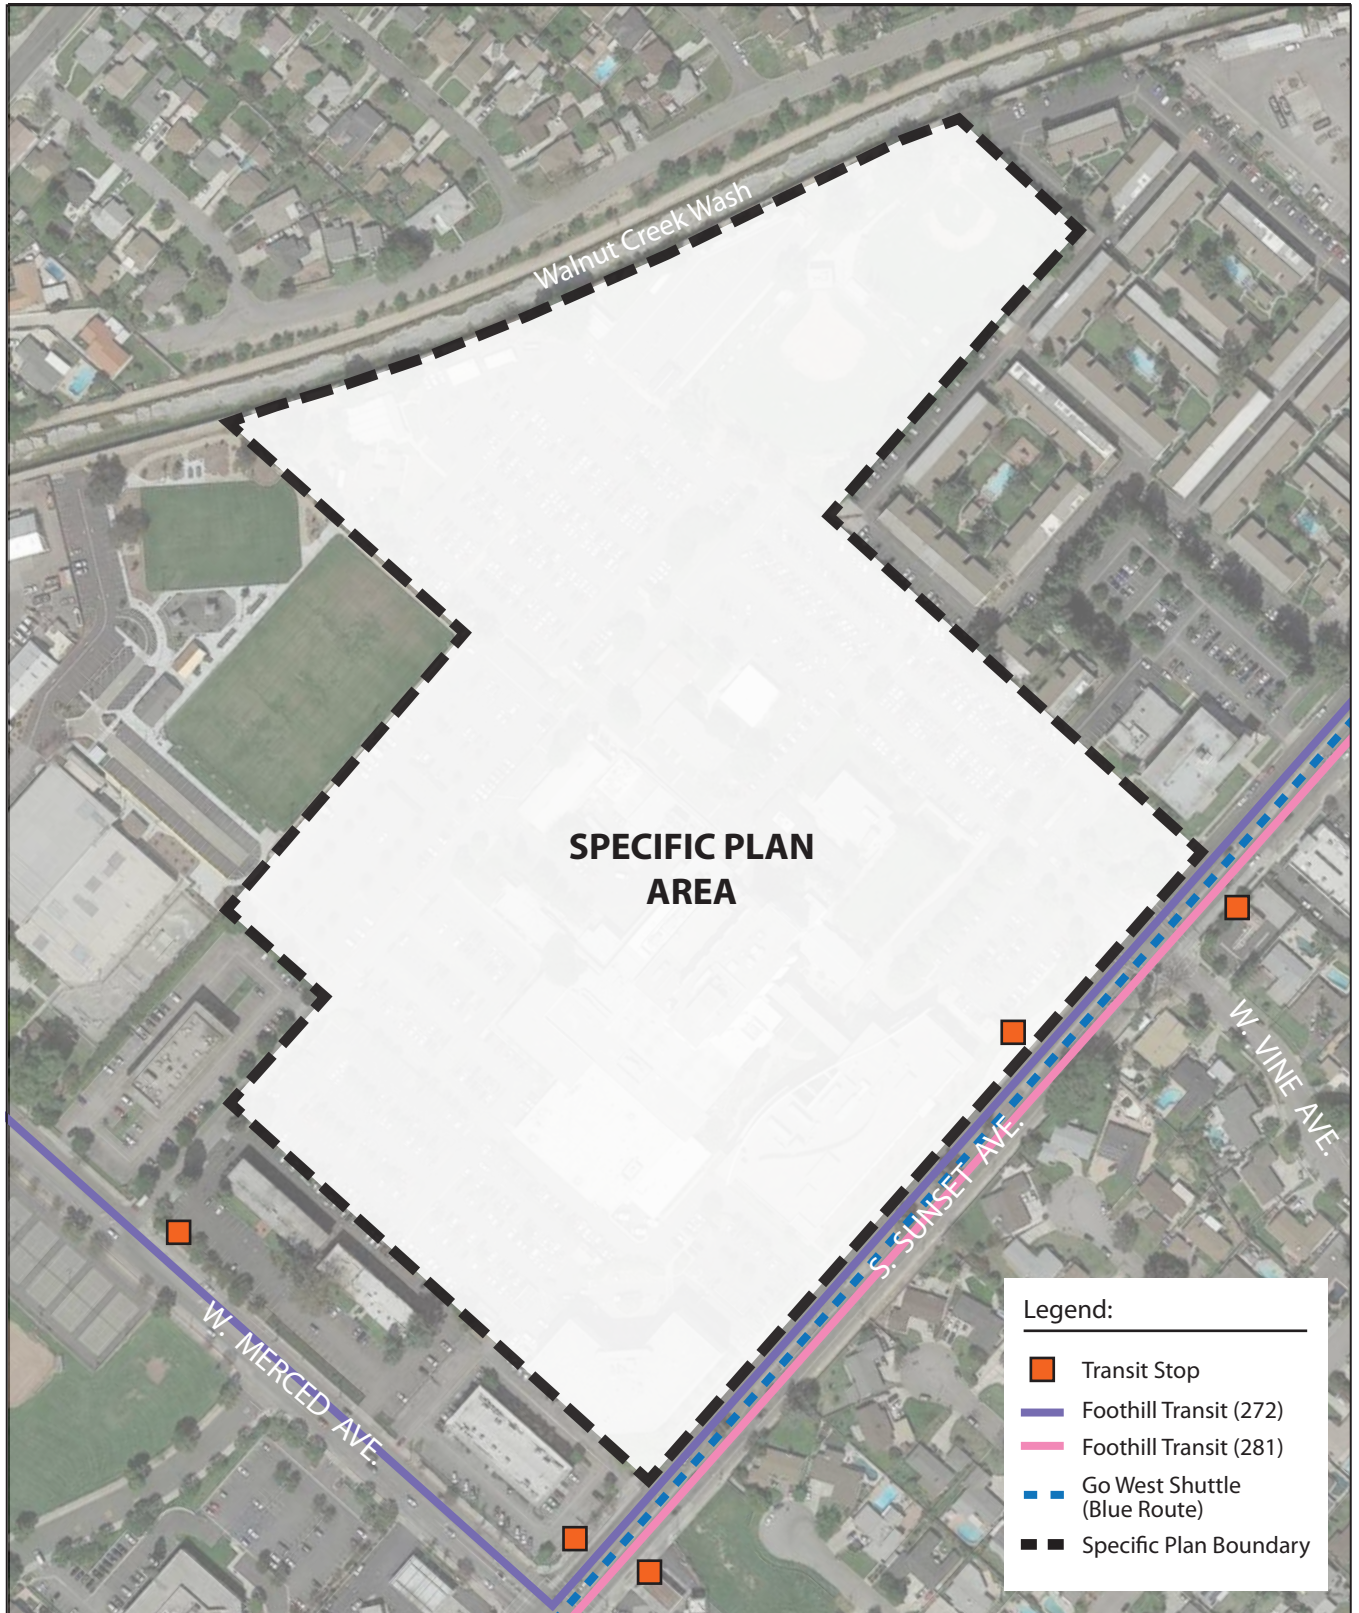 Walnut Creek Wash
SPECIFIC PLAN
AREA
W. VINE AVE.
S. SUNSET AVE.
W. MERCED AVE.
Legend:
Transit Stop
Foothill Transit (272)
Foothill Transit (281)
Go West Shuttle
(Blue Route)
Specific Plan Boundary